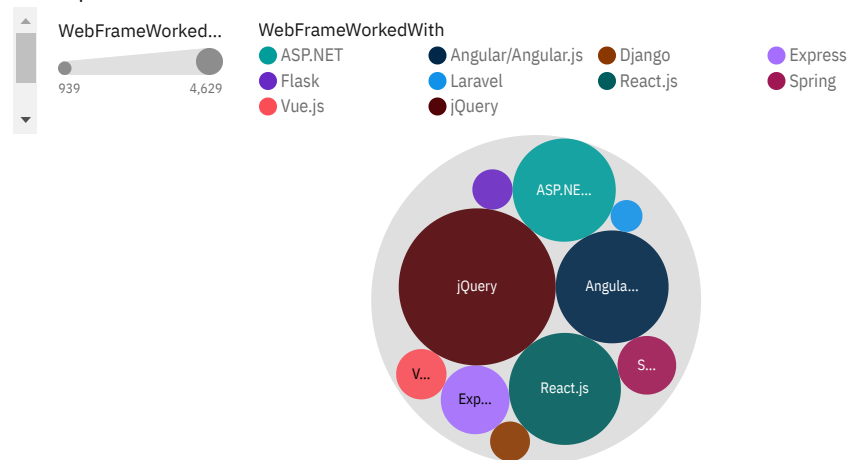 WebFrameWorked...
939 4,629
WebFrameWorkedWith
ASP.NET Angular/Angular.js Django Express
Flask Laravel React.js Spring
Vue.js jQuery
ASP.NE...
jQuery
Angula...
S...
V...
React.js
Exp...